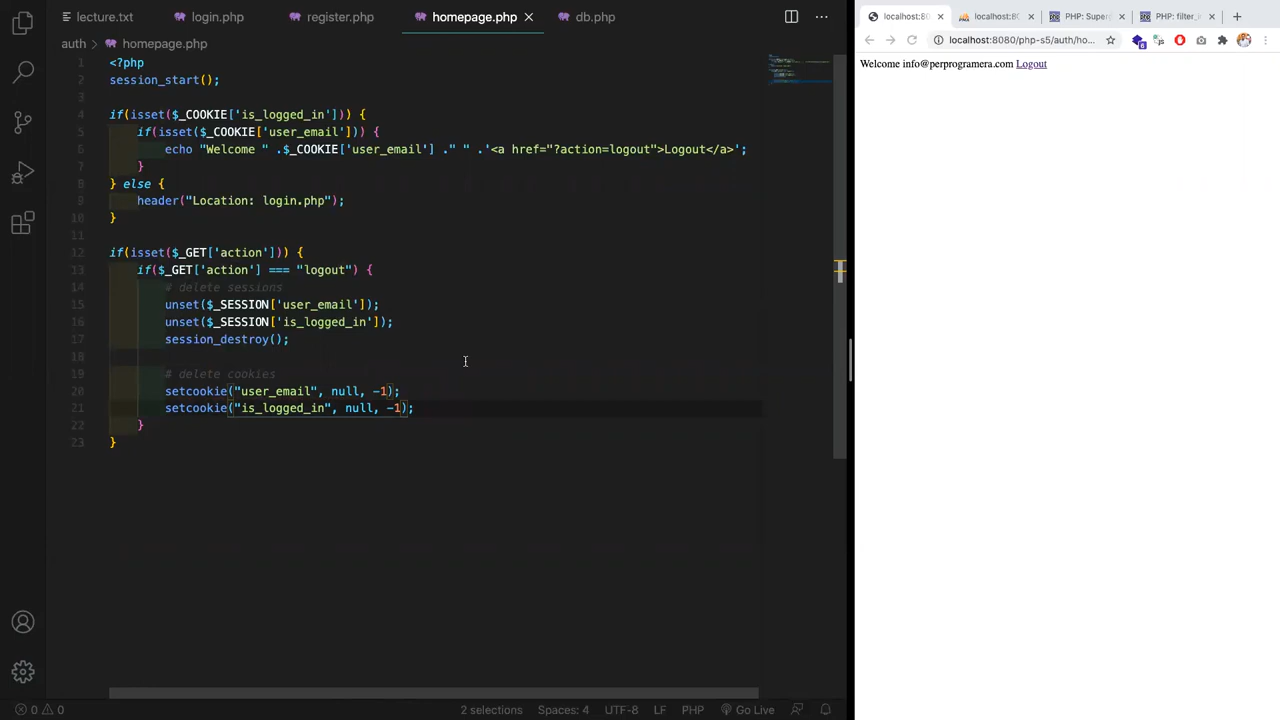 lecture.txt login.php register.php homepage.php db.php
auth homepage.php
1 <?php
2 session_start();
3
4 if(isset($_COOKIE['is_logged_in'])) {
5 if(isset($_COOKIE['user_email'])) {
6 echo "Welcome " .$_COOKIE['user_email'] ." " .'<a href="?action=logout">Logout</a>';
7 }
8 } else {
9 header("Location: login.php");
10 }
11
12 if(isset($_GET['action'])) {
13 if($_GET['action'] === "logout") {
14 # delete sessions
15 unset($_SESSION['user_email']);
16 unset($_SESSION['is_logged_in']);
17 session_destroy();
18
19 # delete cookies
20 setcookie("user_email", null, -1);
21 setcookie("is_logged_in", null, -1);
22 }
23 }
0 0 2 selections Spaces: 4 UTF-8 LF PHP Go Live
localhost:80 localhost:80 PHP: Super PHP: filter_i
localhost:8080/php-s5/auth/ho... 6
Welcome info@perprogramera.com Logout